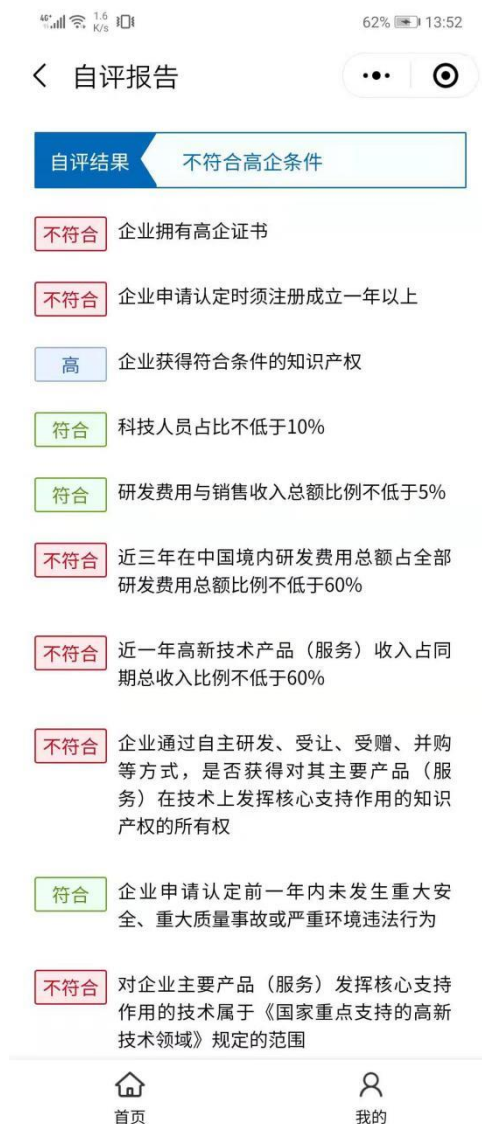 4G 1.6 K/s 62% 13:52
自评报告
自评结果 不符合高企条件
不符合 企业拥有高企证书
不符合 企业申请认定时须注册成立一年以上
高 企业获得符合条件的知识产权
符合 科技人员占比不低于10%
符合 研发费用与销售收入总额比例不低于5%
不符合 近三年在中国境内研发费用总额占全部
研发费用总额比例不低于60%
不符合 近一年高新技术产品（服务）收入占同
期总收入比例不低于60%
不符合 企业通过自主研发、受让、受赠、并购
等方式，是否获得对其主要产品（服
务）在技术上发挥核心支持作用的知识
产权的所有权
符合 企业申请认定前一年内未发生重大安
全、重大质量事故或严重环境违法行为
不符合 对企业主要产品（服务）发挥核心支持
作用的技术属于《国家重点支持的高新
技术领域》规定的范围
首页 我的